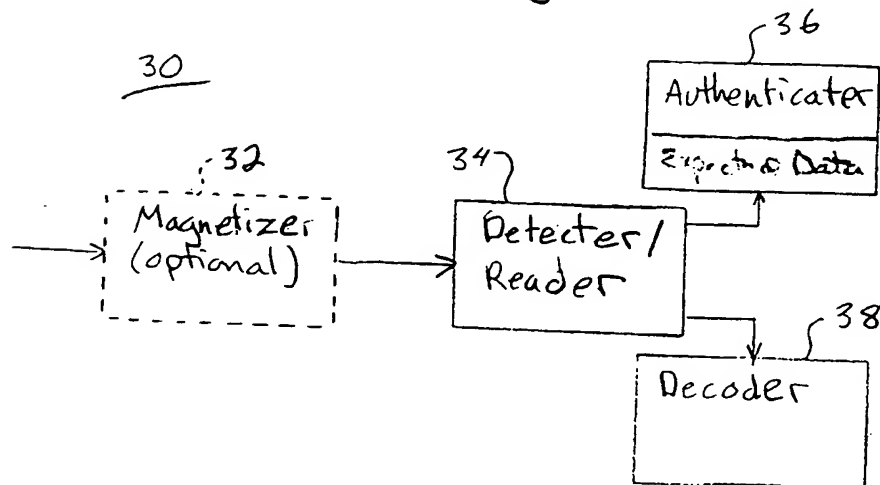 30
36
Authenticater
Data
32
Magnetizer
(optional)
34
Detecter/
Reader
38
Decoder